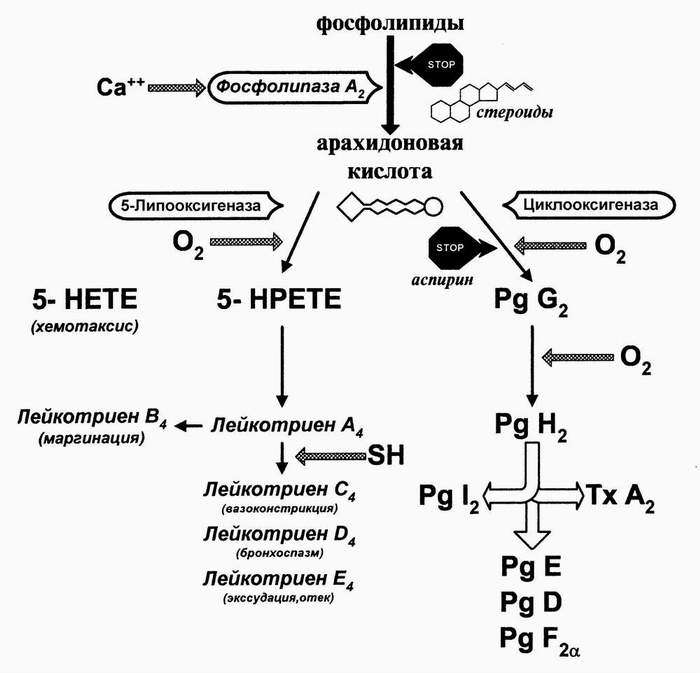 фосфолипиды
STOP
Ca⁺⁺
Фосфолипаза А₂
стероиды
арахидоновая
кислота
5-Липооксигеназа
Циклооксигеназа
O₂
STOP
O₂
аспирин
5- HETE
(хемотаксис)
5- HPETE
Pg G₂
O₂
Лейкотриен B₄
(маргинация)
Лейкотриен A₄
Pg H₂
SH
Лейкотриен C₄
(вазоконстрикция)
Pg I₂
Tx A₂
Лейкотриен D₄
(бронхоспазм)
Лейкотриен E₄
(экссудация,отек)
Pg E
Pg D
Pg F₂α